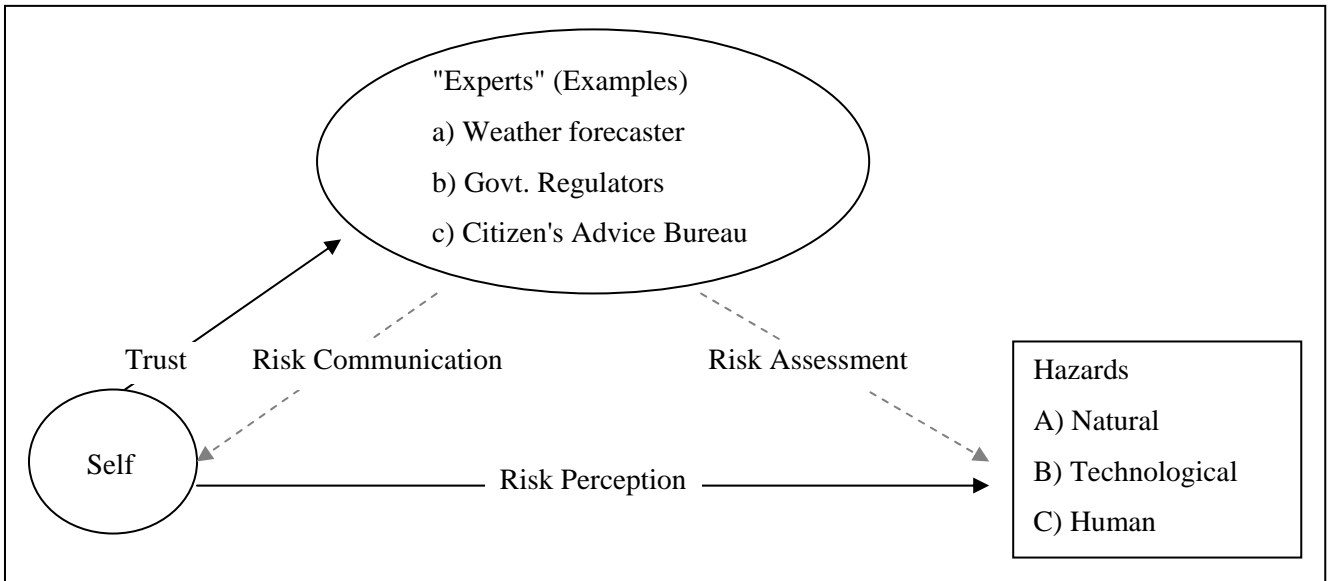 "Experts" (Examples)
a) Weather forecaster
b) Govt. Regulators
c) Citizen's Advice Bureau
Trust
Risk Communication
Risk Assessment
Hazards
A) Natural
B) Technological
C) Human
Self
Risk Perception